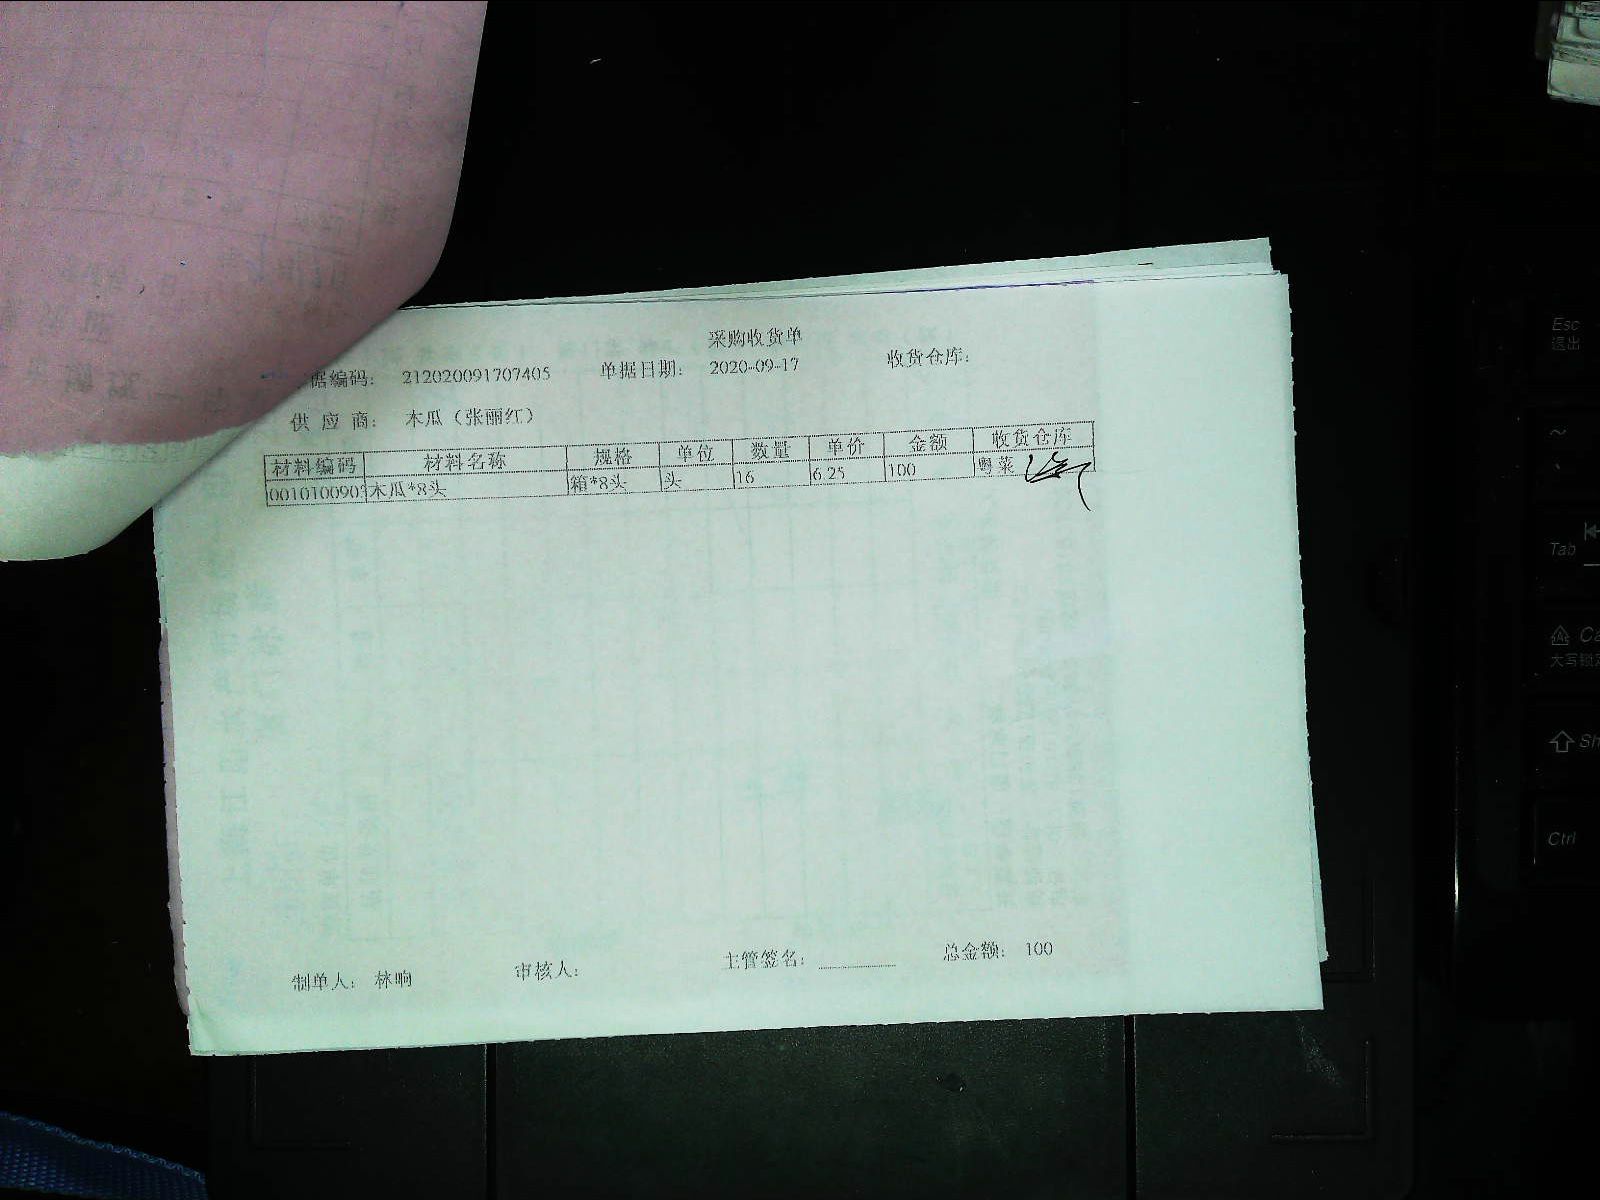 采购收货单
据编码： 212020091707405 单据日期： 2020-09-17 收货仓库：
供 应 商： 木瓜（张丽红）
材料编码 材料名称 规格 单位 数量 单价 金额 收货仓库
木瓜*8头 箱*8头 头 16 6.25 100 粤菜
制单人： 林晌 审核人： 主管签名： 总金额： 100
Esc
退出
~
Tab
大写锁
Ctrl